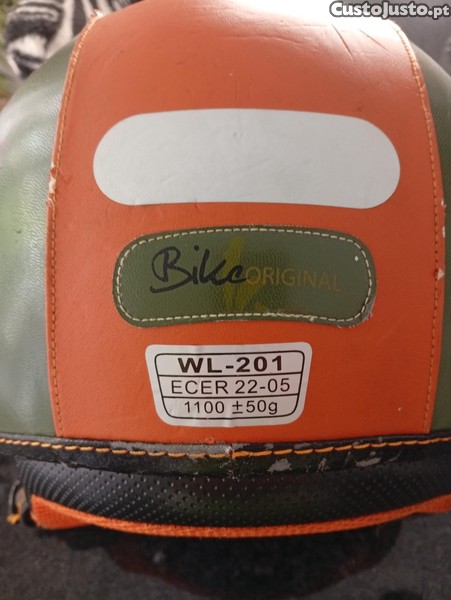 CustoJusto.pt
Bike ORIGINAL
WL-201
ECER 22-05
1100 ±50g